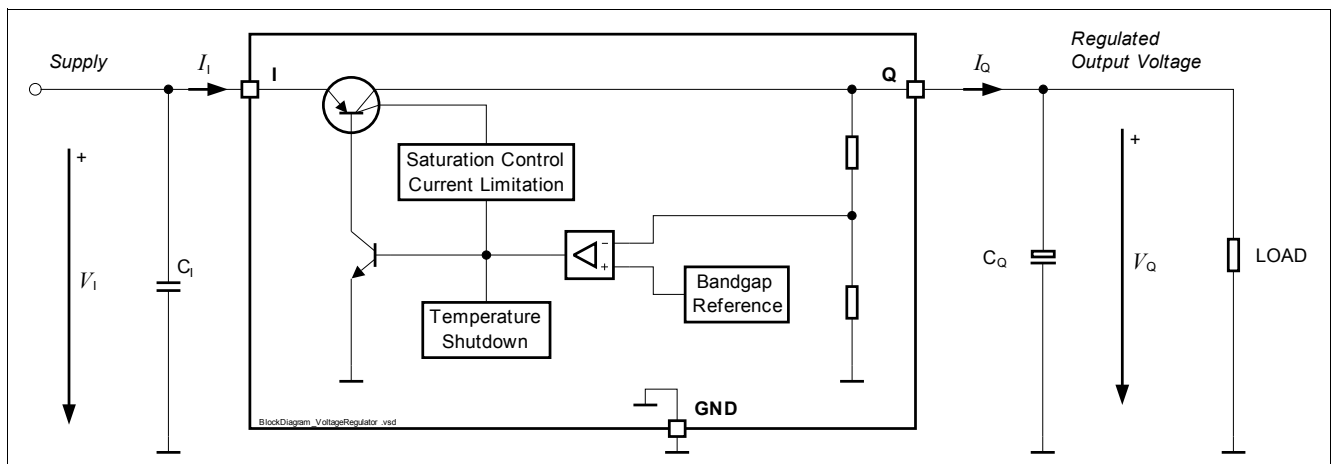 Supply
I_I
I
Q
I_Q
Regulated
Output Voltage
+
Saturation Control
Current Limitation
+
V_I
C_I
-
+
Bandgap
Reference
Temperature
Shutdown
C_Q
V_Q
LOAD
GND
BlockDiagram_VoltageRegulator .vsd